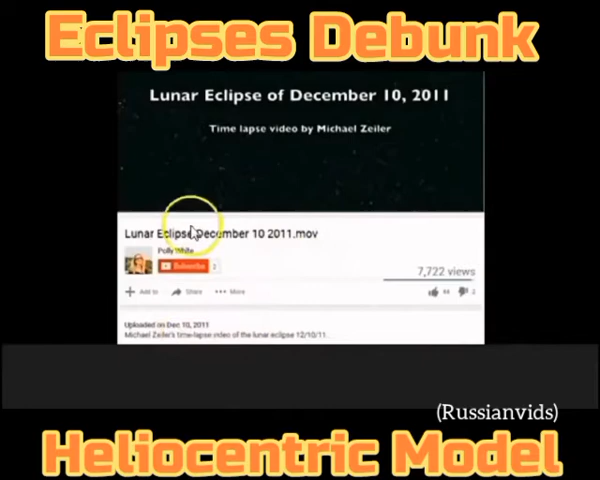 Eclipses Debunk
Lunar Eclipse of December 10, 2011
Time lapse video by Michael Zeiler
Lunar Eclipse December 10 2011.mov
Polly White
Subscribe 2
7,722 views
Add to Share More
Uploaded on Dec 10, 2011
Michael Zeiler's time-lapse video of the lunar eclipse 12/10/11.
(Russianvids)
Heliocentric Model